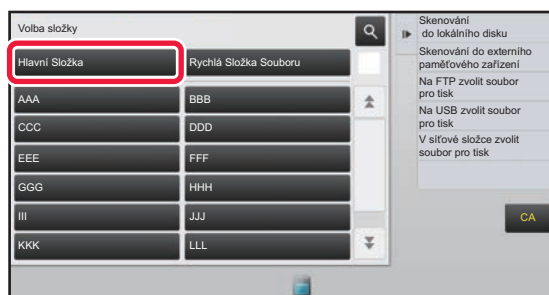 Volba složky
Hlavní Složka
Rychlá Složka Souboru
AAA
BBB
CCC
DDD
EEE
FFF
GGG
HHH
III
JJJ
KKK
LLL
Skenování
do lokálního disku
Skenování do externího
paměťového zařízení
Na FTP zvolit soubor
pro tisk
Na USB zvolit soubor
pro tisk
V síťové složce zvolit
soubor pro tisk
CA